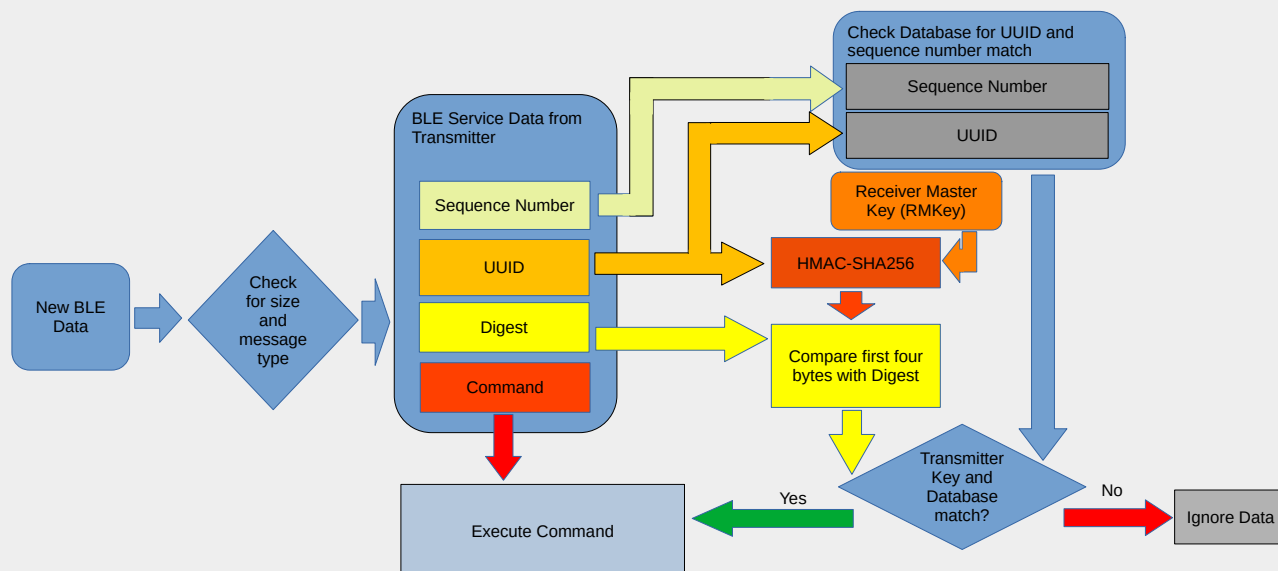 New BLE
Data
Check
for size
and
message
type
BLE Service Data from
Transmitter
Sequence Number
UUID
Digest
Command
Check Database for UUID and
sequence number match
Sequence Number
UUID
Receiver Master
Key (RMKey)
HMAC-SHA256
Compare first four
bytes with Digest
Transmitter
Key and
Database
match?
Yes
No
Execute Command
Ignore Data